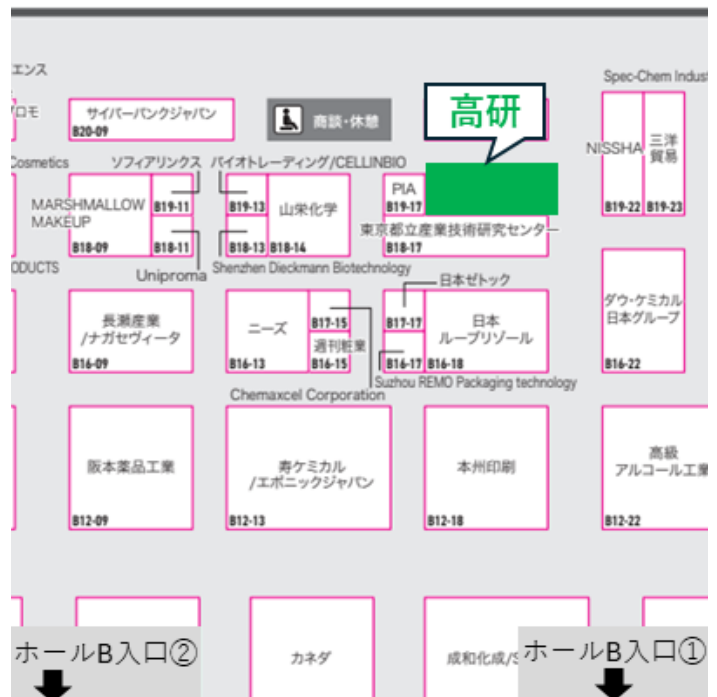 エンス
プロモ
サイバーバンクジャパン
B20-09
商談・休憩
高研
Spec-Chem Indust
Cosmetics
ソフィアリンクス
バイオトレーディング/CELLINBIO
MARSHMALLOW
MAKEUP
B19-11
B18-09
B18-11
Uniproma
B19-13
山栄化学
B18-13
B18-14
Shenzhen Dieckmann Biotechnology
PIA
B19-17
東京都立産業技術研究センター
B18-17
NISSHA
三洋
貿易
B19-22
B19-23
ODUCTS
長瀬産業
/ナガセヴィータ
B16-09
ニーズ
B17-15
週刊粧業
B16-13
B16-15
Chemaxcel Corporation
日本ゼトック
B17-17
日本
ループリゾール
B16-17
B16-18
Suzhou REMO Packaging technology
ダウ・ケミカル
日本グループ
B16-22
阪本薬品工業
B12-09
寿ケミカル
/エボニックジャパン
B12-13
本州印刷
B12-18
高級
アルコール工業
B12-22
ホールB入口②
カネダ
成和化成/S
ホールB入口①